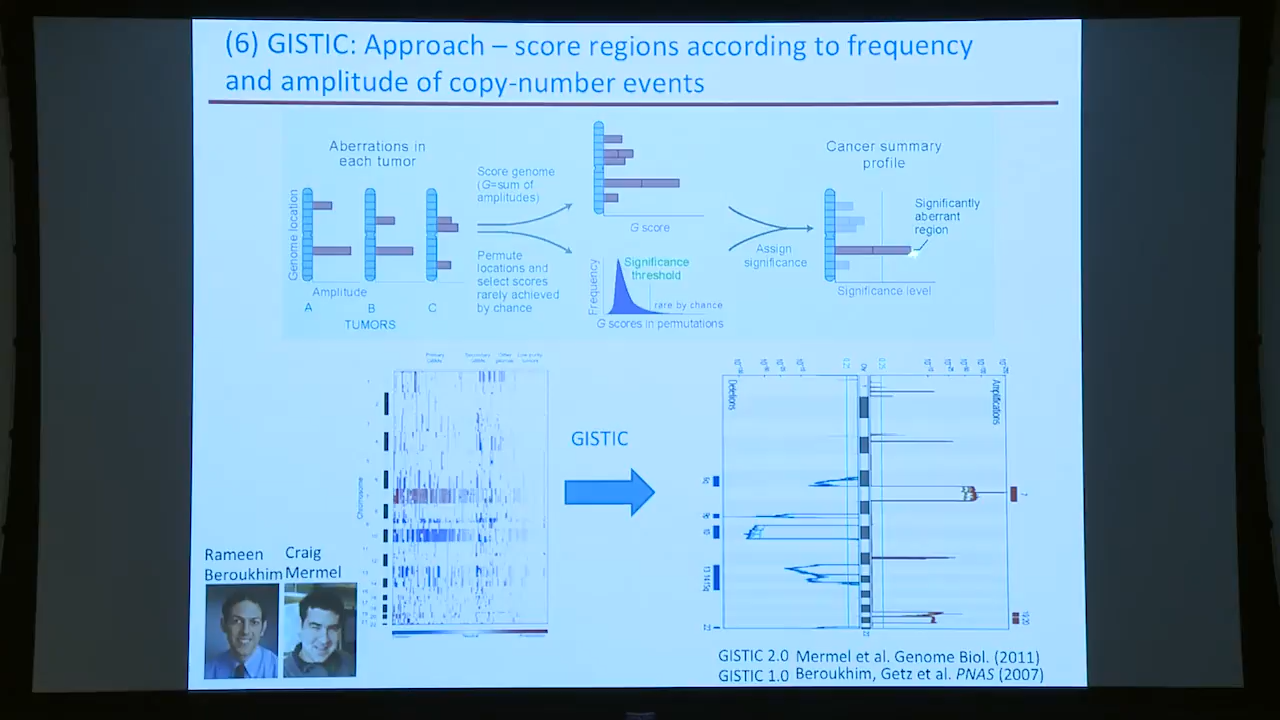 (6) GISTIC: Approach – score regions according to frequency
and amplitude of copy-number events
Aberrations in
each tumor
Genome location
Amplitude
A
B
C
TUMORS
Score genome
(G=sum of
amplitudes)
Permute
locations and
select scores
rarely achieved
by chance
G score
Frequency
Significance
threshold
rare by chance
G scores in permutations
Assign
significance
Cancer summary
profile
Significantly
aberrant
region
Significance level
Chromosome
GISTIC
Deletions
Amplifications
Rameen
Beroukhim
Craig
Mermel
GISTIC 2.0 Mermel et al. Genome Biol. (2011)
GISTIC 1.0 Beroukhim, Getz et al. PNAS (2007)